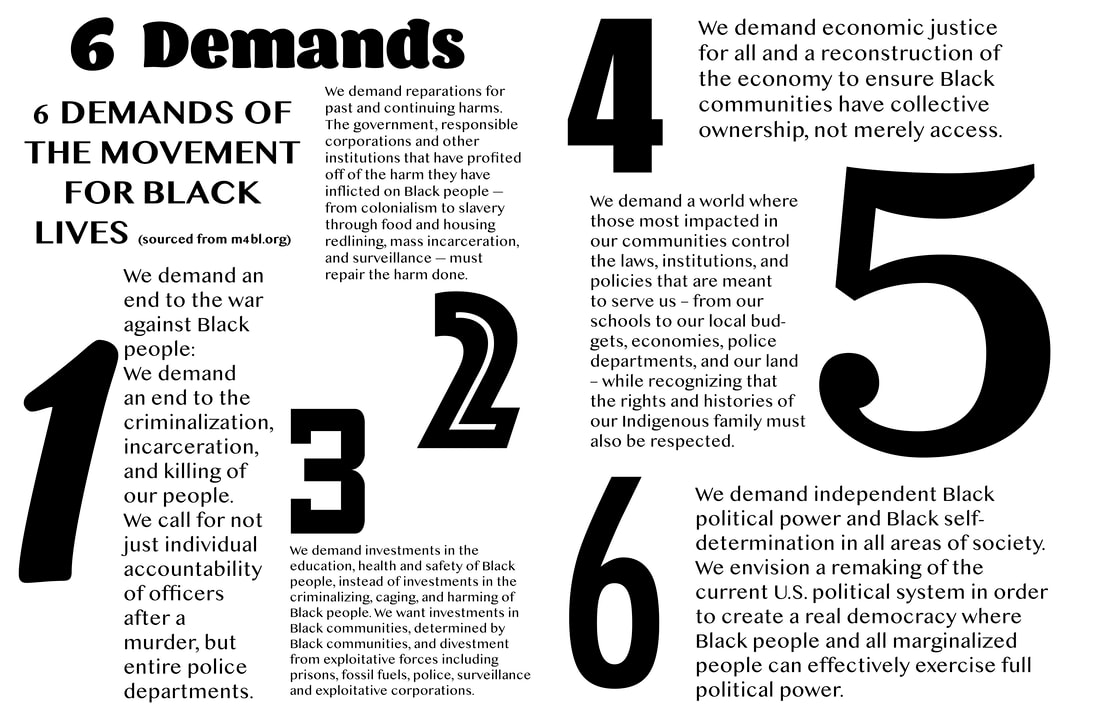 6 Demands
6 DEMANDS OF
THE MOVEMENT
FOR BLACK
LIVES (sourced from m4bl.org)
1
We demand an
end to the war
against Black
people:
We demand
an end to the
criminalization,
incarceration,
and killing of
our people.
We call for not
just individual
accountability
of officers
after a
murder, but
entire police
departments.
We demand reparations for
past and continuing harms.
The government, responsible
corporations and other
institutions that have profited
off of the harm they have
inflicted on Black people —
from colonialism to slavery
through food and housing
redlining, mass incarceration,
and surveillance — must
repair the harm done.
2
3
We demand investments in the
education, health and safety of Black
people, instead of investments in the
criminalizing, caging, and harming of
Black people. We want investments in
Black communities, determined by
Black communities, and divestment
from exploitative forces including
prisons, fossil fuels, police, surveillance
and exploitative corporations.
4
We demand economic justice
for all and a reconstruction of
the economy to ensure Black
communities have collective
ownership, not merely access.
5
We demand a world where
those most impacted in
our communities control
the laws, institutions, and
policies that are meant
to serve us – from our
schools to our local bud-
gets, economies, police
departments, and our land
– while recognizing that
the rights and histories of
our Indigenous family must
also be respected.
6
We demand independent Black
political power and Black self-
determination in all areas of society.
We envision a remaking of the
current U.S. political system in order
to create a real democracy where
Black people and all marginalized
people can effectively exercise full
political power.